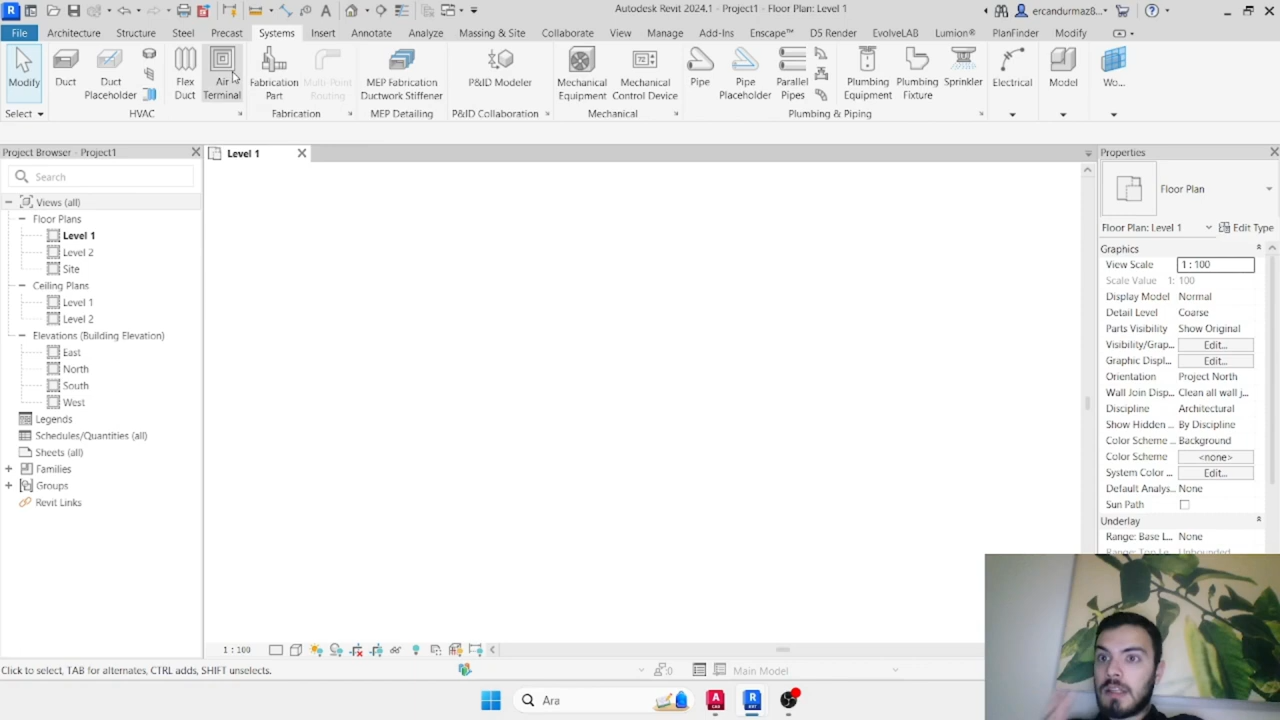 Autodesk Revit 2024.1 - Project1 - Floor Plan: Level 1
ercandurmaz8...
File Architecture Structure Steel Precast Systems Insert Annotate Analyze Massing & Site Collaborate View Manage Add-Ins Enscape™ D5 Render EvolveLAB Lumion® PlanFinder Modify
Modify
Duct
Duct Placeholder
Flex Duct
Air Terminal
Fabrication Part
Multi-Point Routing
MEP Fabrication Ductwork Stiffener
P&ID Modeler
Mechanical Equipment
Mechanical Control Device
Pipe
Pipe Placeholder
Parallel Pipes
Plumbing Equipment
Plumbing Fixture
Sprinkler
Electrical
Model
Wo...
Select HVAC Fabrication MEP Detailing P&ID Collaboration Mechanical Plumbing & Piping
Project Browser - Project1
Search
Views (all)
Floor Plans
Level 1
Level 2
Site
Ceiling Plans
Level 1
Level 2
Elevations (Building Elevation)
East
North
South
West
Legends
Schedules/Quantities (all)
Sheets (all)
Families
Groups
Revit Links
Level 1
Properties
Floor Plan
Floor Plan: Level 1 Edit Type
Graphics
View Scale 1 : 100
Scale Value 1: 100
Display Model Normal
Detail Level Coarse
Parts Visibility Show Original
Visibility/Grap... Edit...
Graphic Displ... Edit...
Orientation Project North
Wall Join Disp... Clean all wall j...
Discipline Architectural
Show Hidden ... By Discipline
Color Scheme ... Background
Color Scheme <none>
System Color ... Edit...
Default Analys... None
Sun Path
Underlay
Range: Base L... None
Range: Top Le... Unbounded
1 : 100
Click to select, TAB for alternates, CTRL adds, SHIFT unselects.
:0
Main Model
Ara